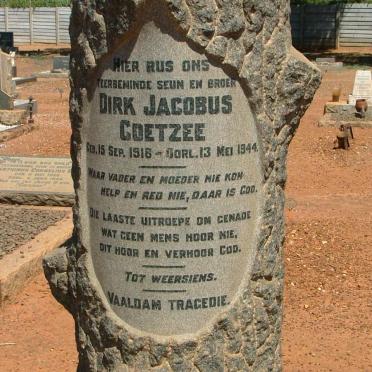 HIER RUS ONS
TEERBEMINDE SEUN EN BROER
DIRK JACOBUS
COETZEE
GEB. 15 SEP. 1916 - OORL. 13 MEI 1944.
WAAR VADER EN MOEDER NIE KON
HELP EN RED NIE, DAAR IS GOD.
DIE LAASTE UITROEPE OM GENADE
WAT GEEN MENS HOOR NIE,
DIT HOOR EN VERHOOR GOD.
TOT WEERSIENS.
VAALDAM TRAGEDIE.